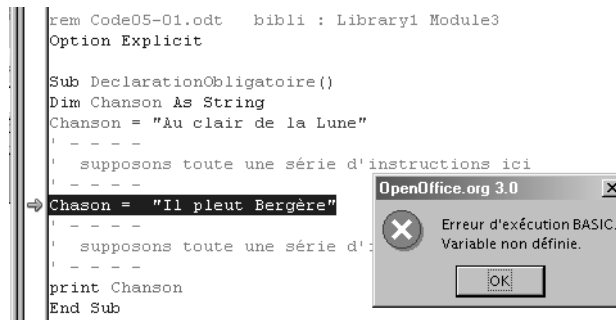 rem Code05-01.odt   bibli : Library1 Module3
Option Explicit
Sub DeclarationObligatoire()
Dim Chanson As String
Chanson = "Au clair de la Lune"
' - - - -
'  supposons toute une série d'instructions ici
' - - - -
Chason =  "Il pleut Bergère"
' - - - -
'  supposons toute une série d'
' - - - -
print Chanson
End Sub
OpenOffice.org 3.0
Erreur d'exécution BASIC.
Variable non définie.
OK